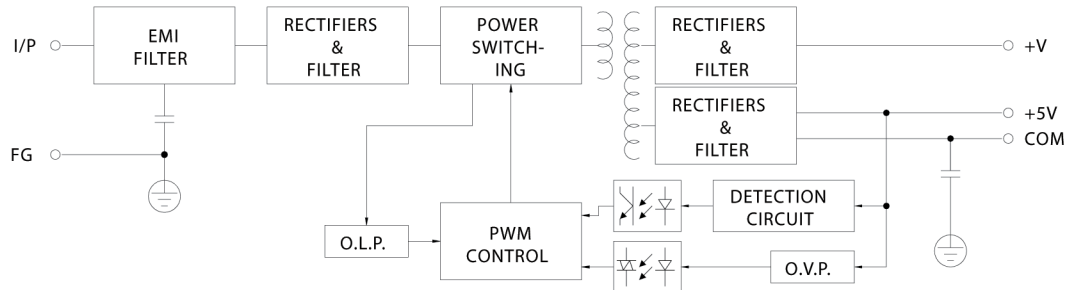 I/P
EMI
FILTER
RECTIFIERS
&
FILTER
POWER
SWITCH-
ING
RECTIFIERS
&
FILTER
+V
RECTIFIERS
&
FILTER
+5V
COM
FG
DETECTION
CIRCUIT
O.L.P.
PWM
CONTROL
O.V.P.